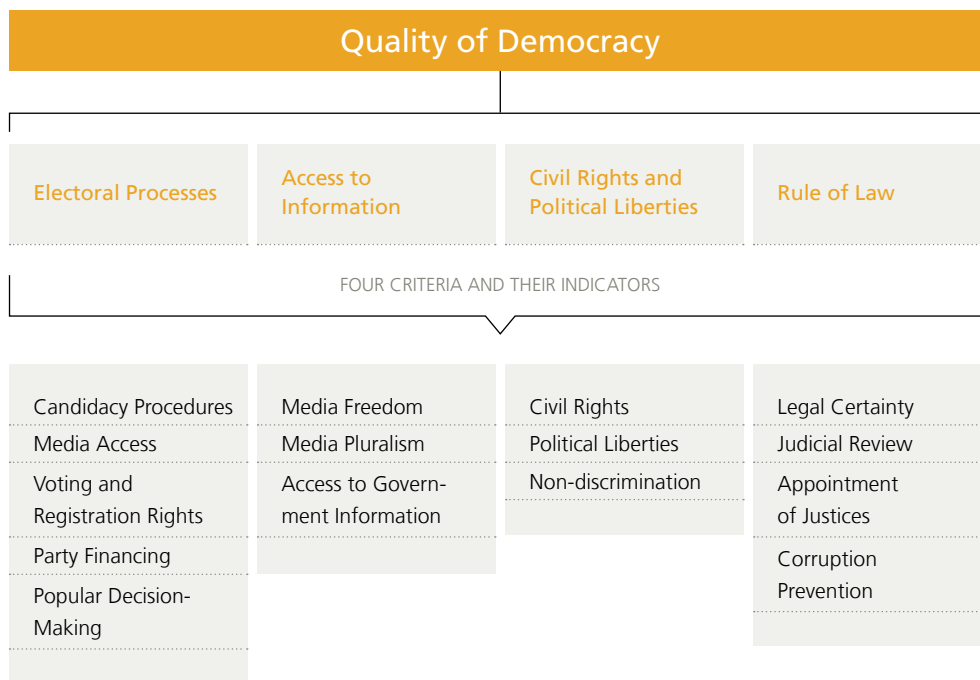 Quality of Democracy
Electoral Processes
Access to
Information
Civil Rights and
Political Liberties
Rule of Law
FOUR CRITERIA AND THEIR INDICATORS
Candidacy Procedures
Media Access
Voting and
Registration Rights
Party Financing
Popular Decision-
Making
Media Freedom
Media Pluralism
Access to Govern-
ment Information
Civil Rights
Political Liberties
Non-discrimination
Legal Certainty
Judicial Review
Appointment
of Justices
Corruption
Prevention